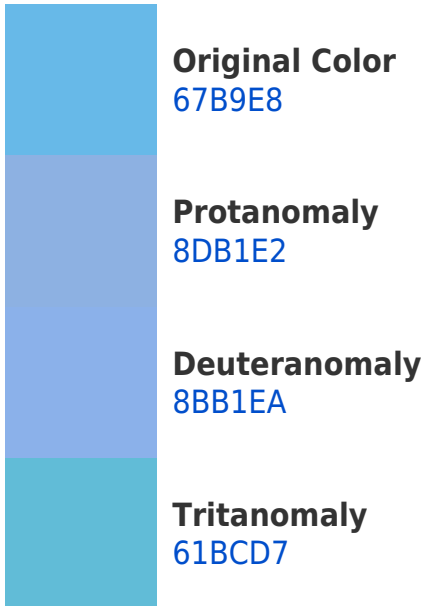 Original Color
67B9E8
Protanomaly
8DB1E2
Deuteranomaly
8BB1EA
Tritanomaly
61BCD7